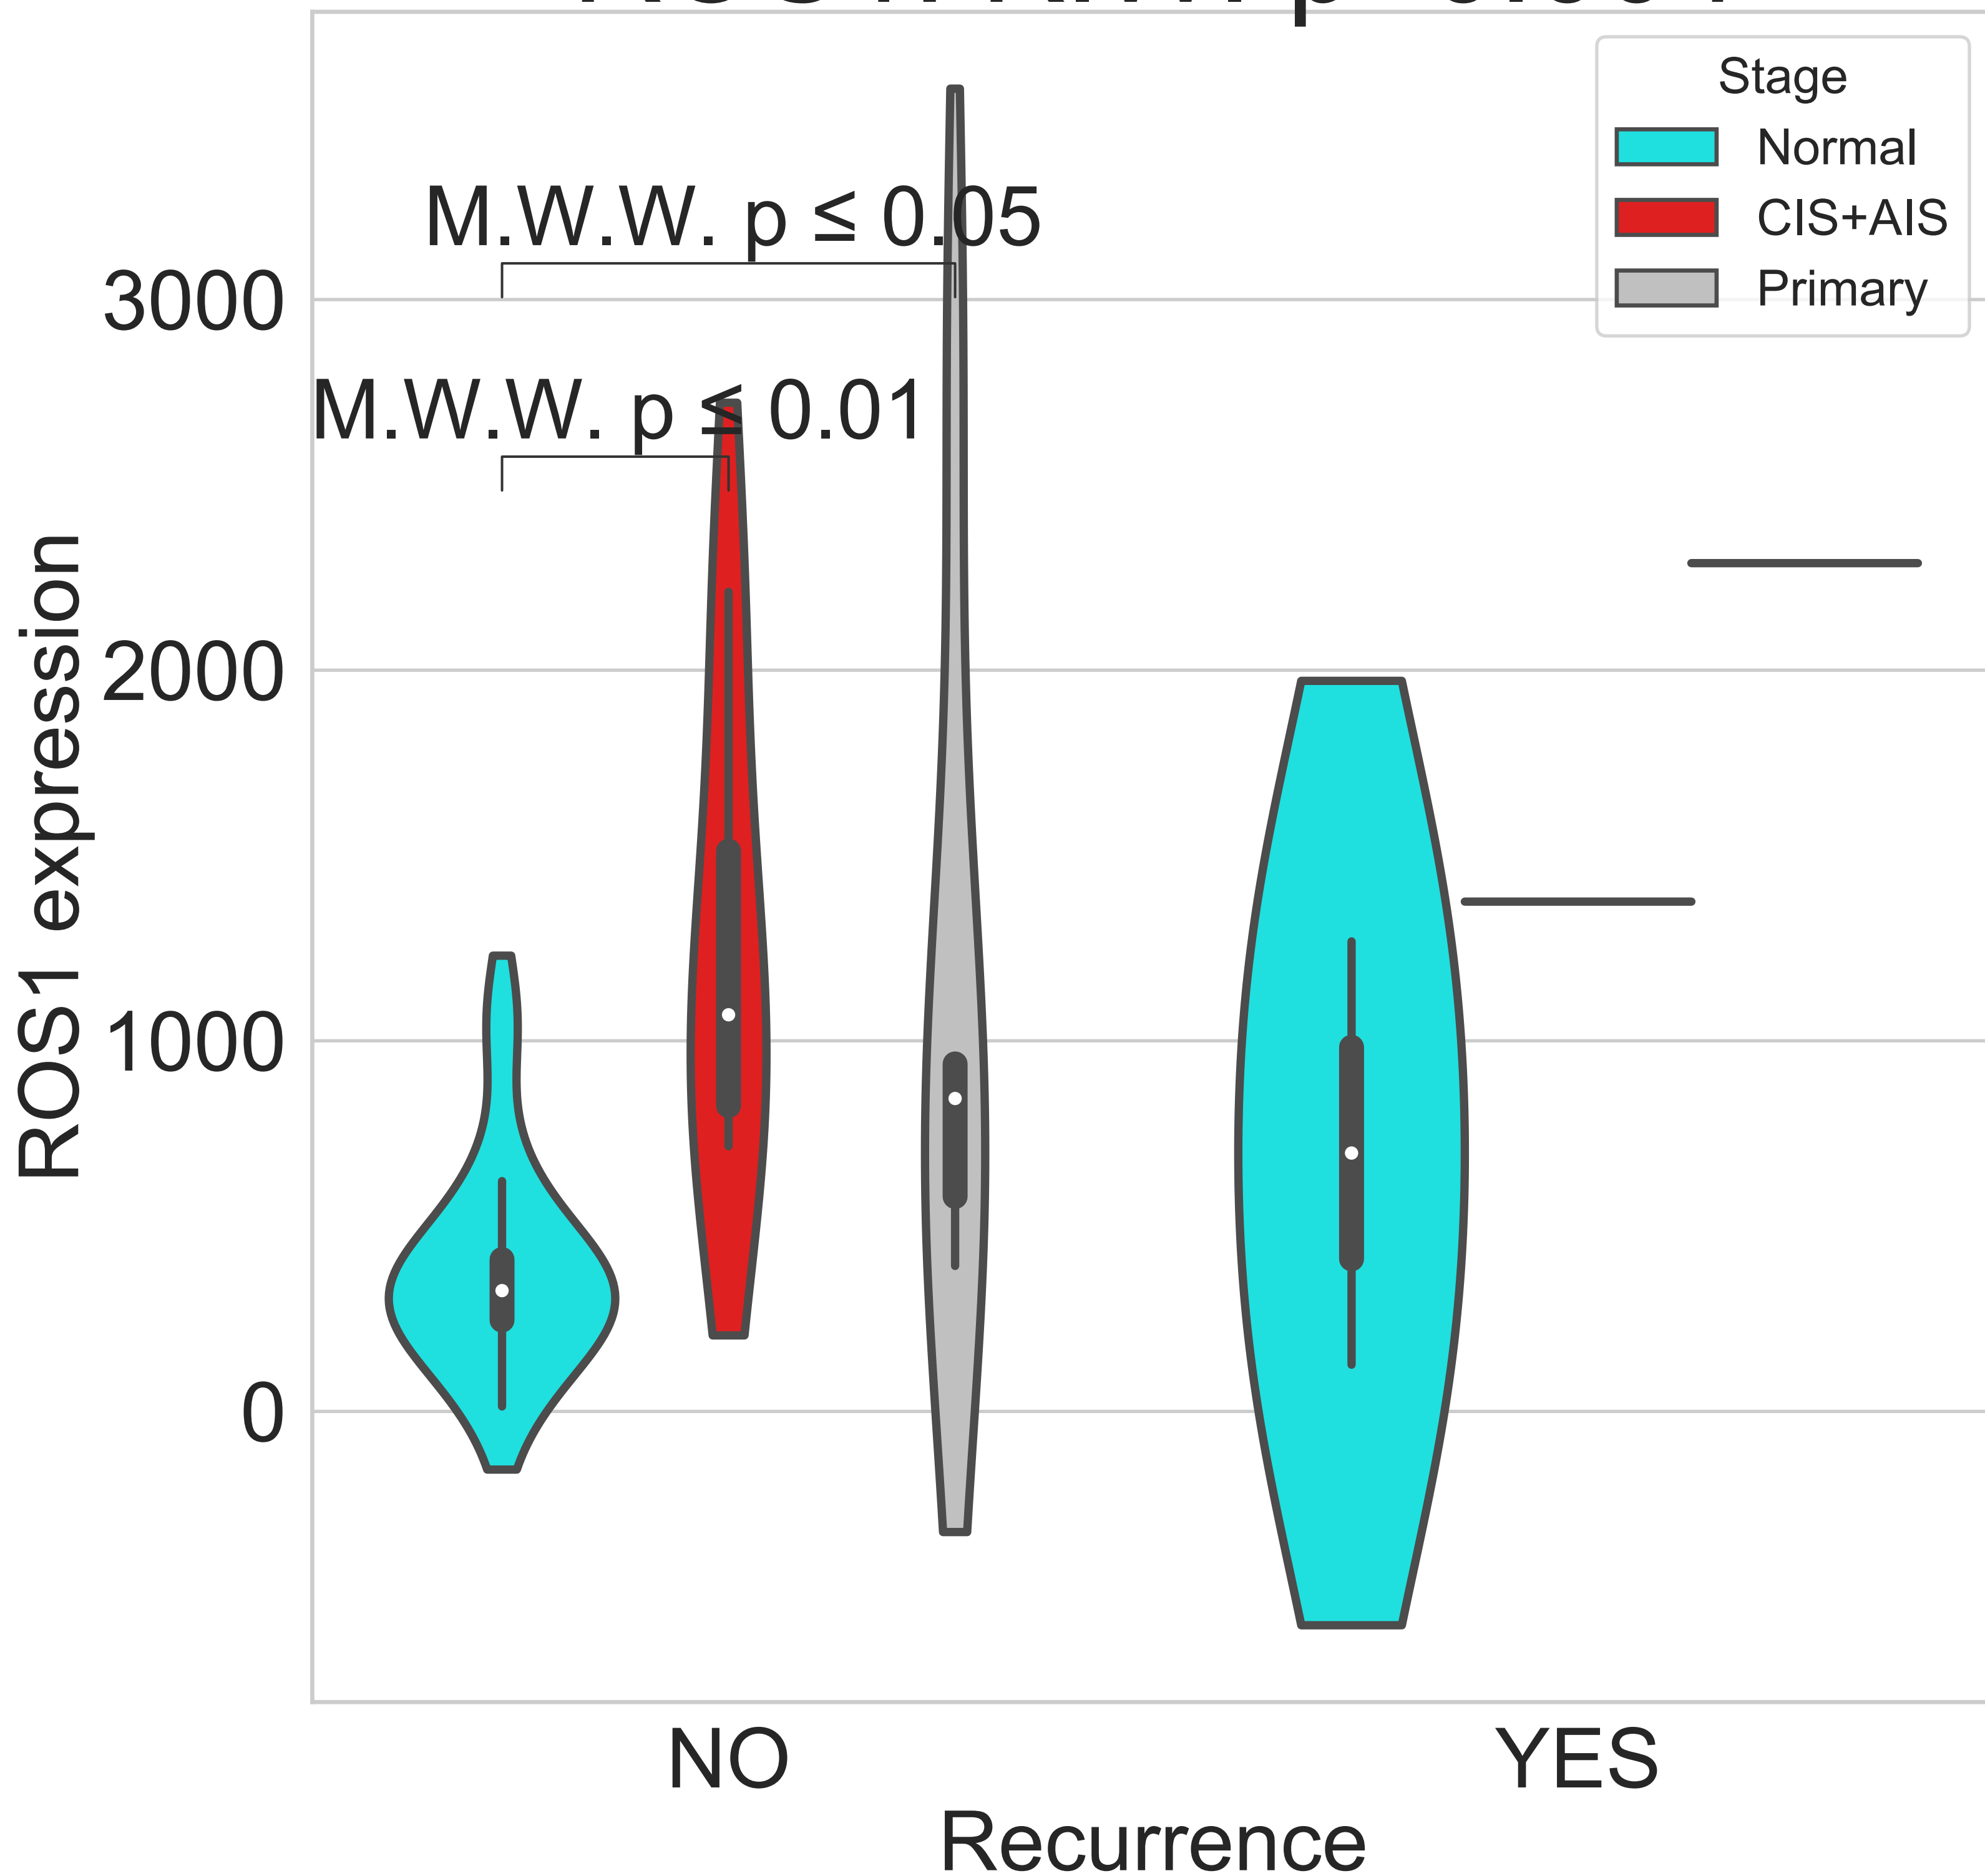 Stage
Normal
CIS+AIS
Primary
M.W.W. p ≤ 0.05
M.W.W. p ≤ 0.01
3000
2000
1000
0
ROS1 expression
NO
YES
Recurrence